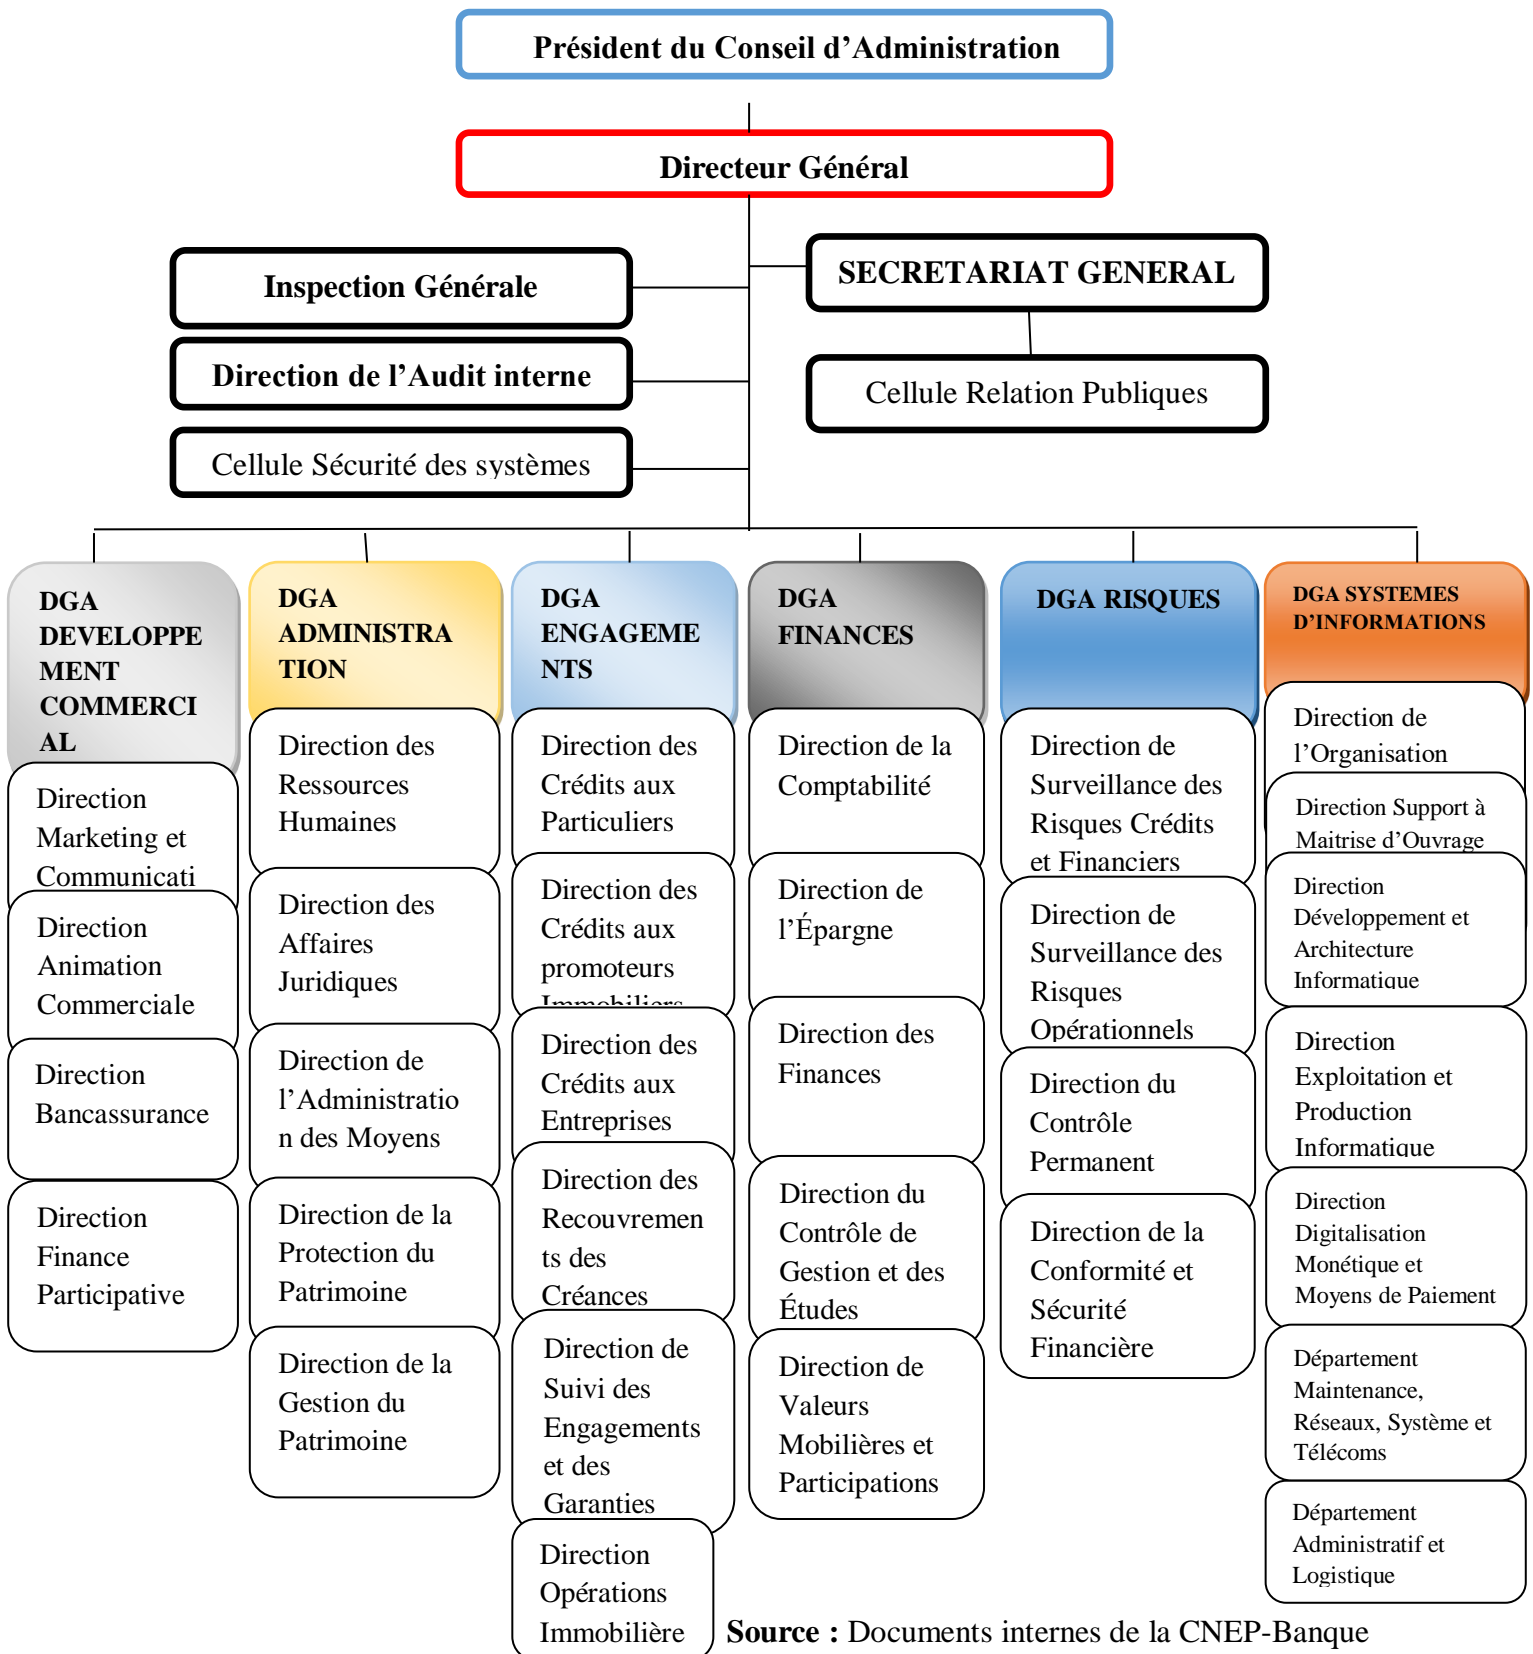 Président du Conseil d’Administration
Directeur Général
Inspection Générale
SECRETARIAT GENERAL
Direction de l’Audit interne
Cellule Relation Publiques
Cellule Sécurité des systèmes
DGA
DEVELOPPE
MENT
COMMERCI
AL
Direction
Marketing et
Communicati
Direction
Animation
Commerciale
Direction
Bancassurance
Direction
Finance
Participative
DGA
ADMINISTRA
TION
Direction des
Ressources
Humaines
Direction des
Affaires
Juridiques
Direction de
l’Administratio
n des Moyens
Direction de la
Protection du
Patrimoine
Direction de la
Gestion du
Patrimoine
DGA
ENGAGEME
NTS
Direction des
Crédits aux
Particuliers
Direction des
Crédits aux
promoteurs
Immobiliers
Direction des
Crédits aux
Entreprises
Direction des
Recouvremen
ts des
Créances
Direction de
Suivi des
Engagements
et des
Garanties
Direction
Opérations
Immobilière
DGA
FINANCES
Direction de la
Comptabilité
Direction de
l’Épargne
Direction des
Finances
Direction du
Contrôle de
Gestion et des
Études
Direction de
Valeurs
Mobilières et
Participations
DGA RISQUES
Direction de
Surveillance des
Risques Crédits
et Financiers
Direction de
Surveillance des
Risques
Opérationnels
Direction du
Contrôle
Permanent
Direction de la
Conformité et
Sécurité
Financière
DGA SYSTEMES
D’INFORMATIONS
Direction de
l’Organisation
Direction Support à
Maitrise d’Ouvrage
Direction
Développement et
Architecture
Informatique
Direction
Exploitation et
Production
Informatique
Direction
Digitalisation
Monétique et
Moyens de Paiement
Département
Maintenance,
Réseaux, Système et
Télécoms
Département
Administratif et
Logistique
Source : Documents internes de la CNEP-Banque